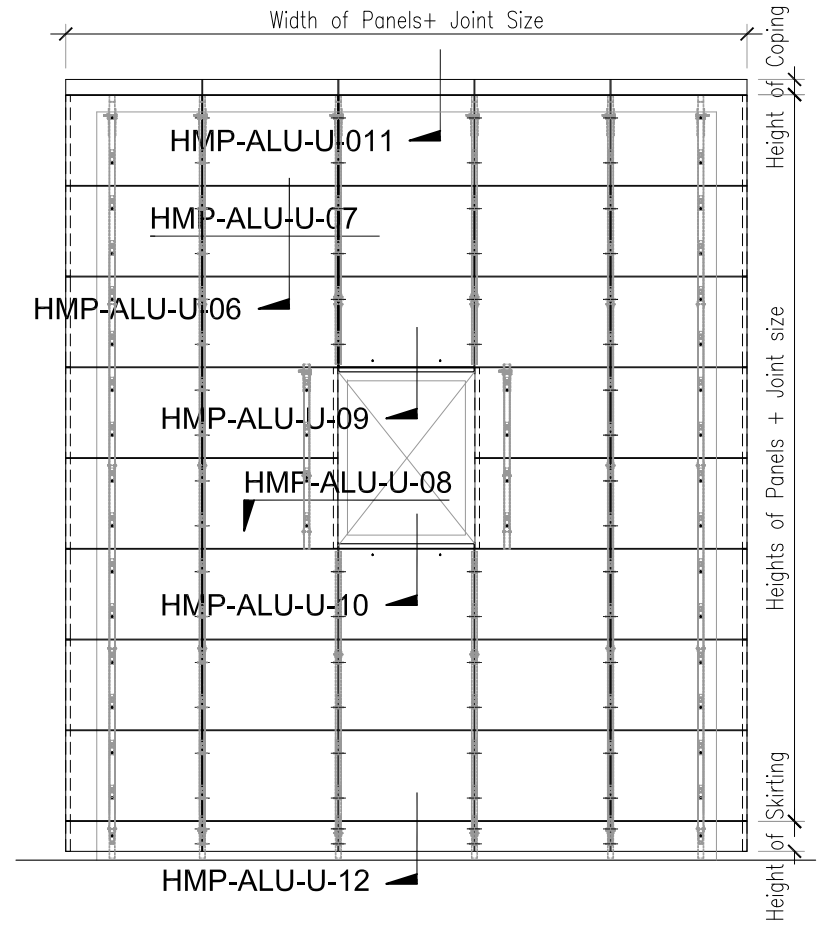 Width of Panels+ Joint Size
Height of Coping
HMP-ALU-U-011
HMP-ALU-U-07
HMP-ALU-U-06
Heights of Panels + Joint size
HMP-ALU-U-09
HMP-ALU-U-08
HMP-ALU-U-10
Height of Skirting
HMP-ALU-U-12